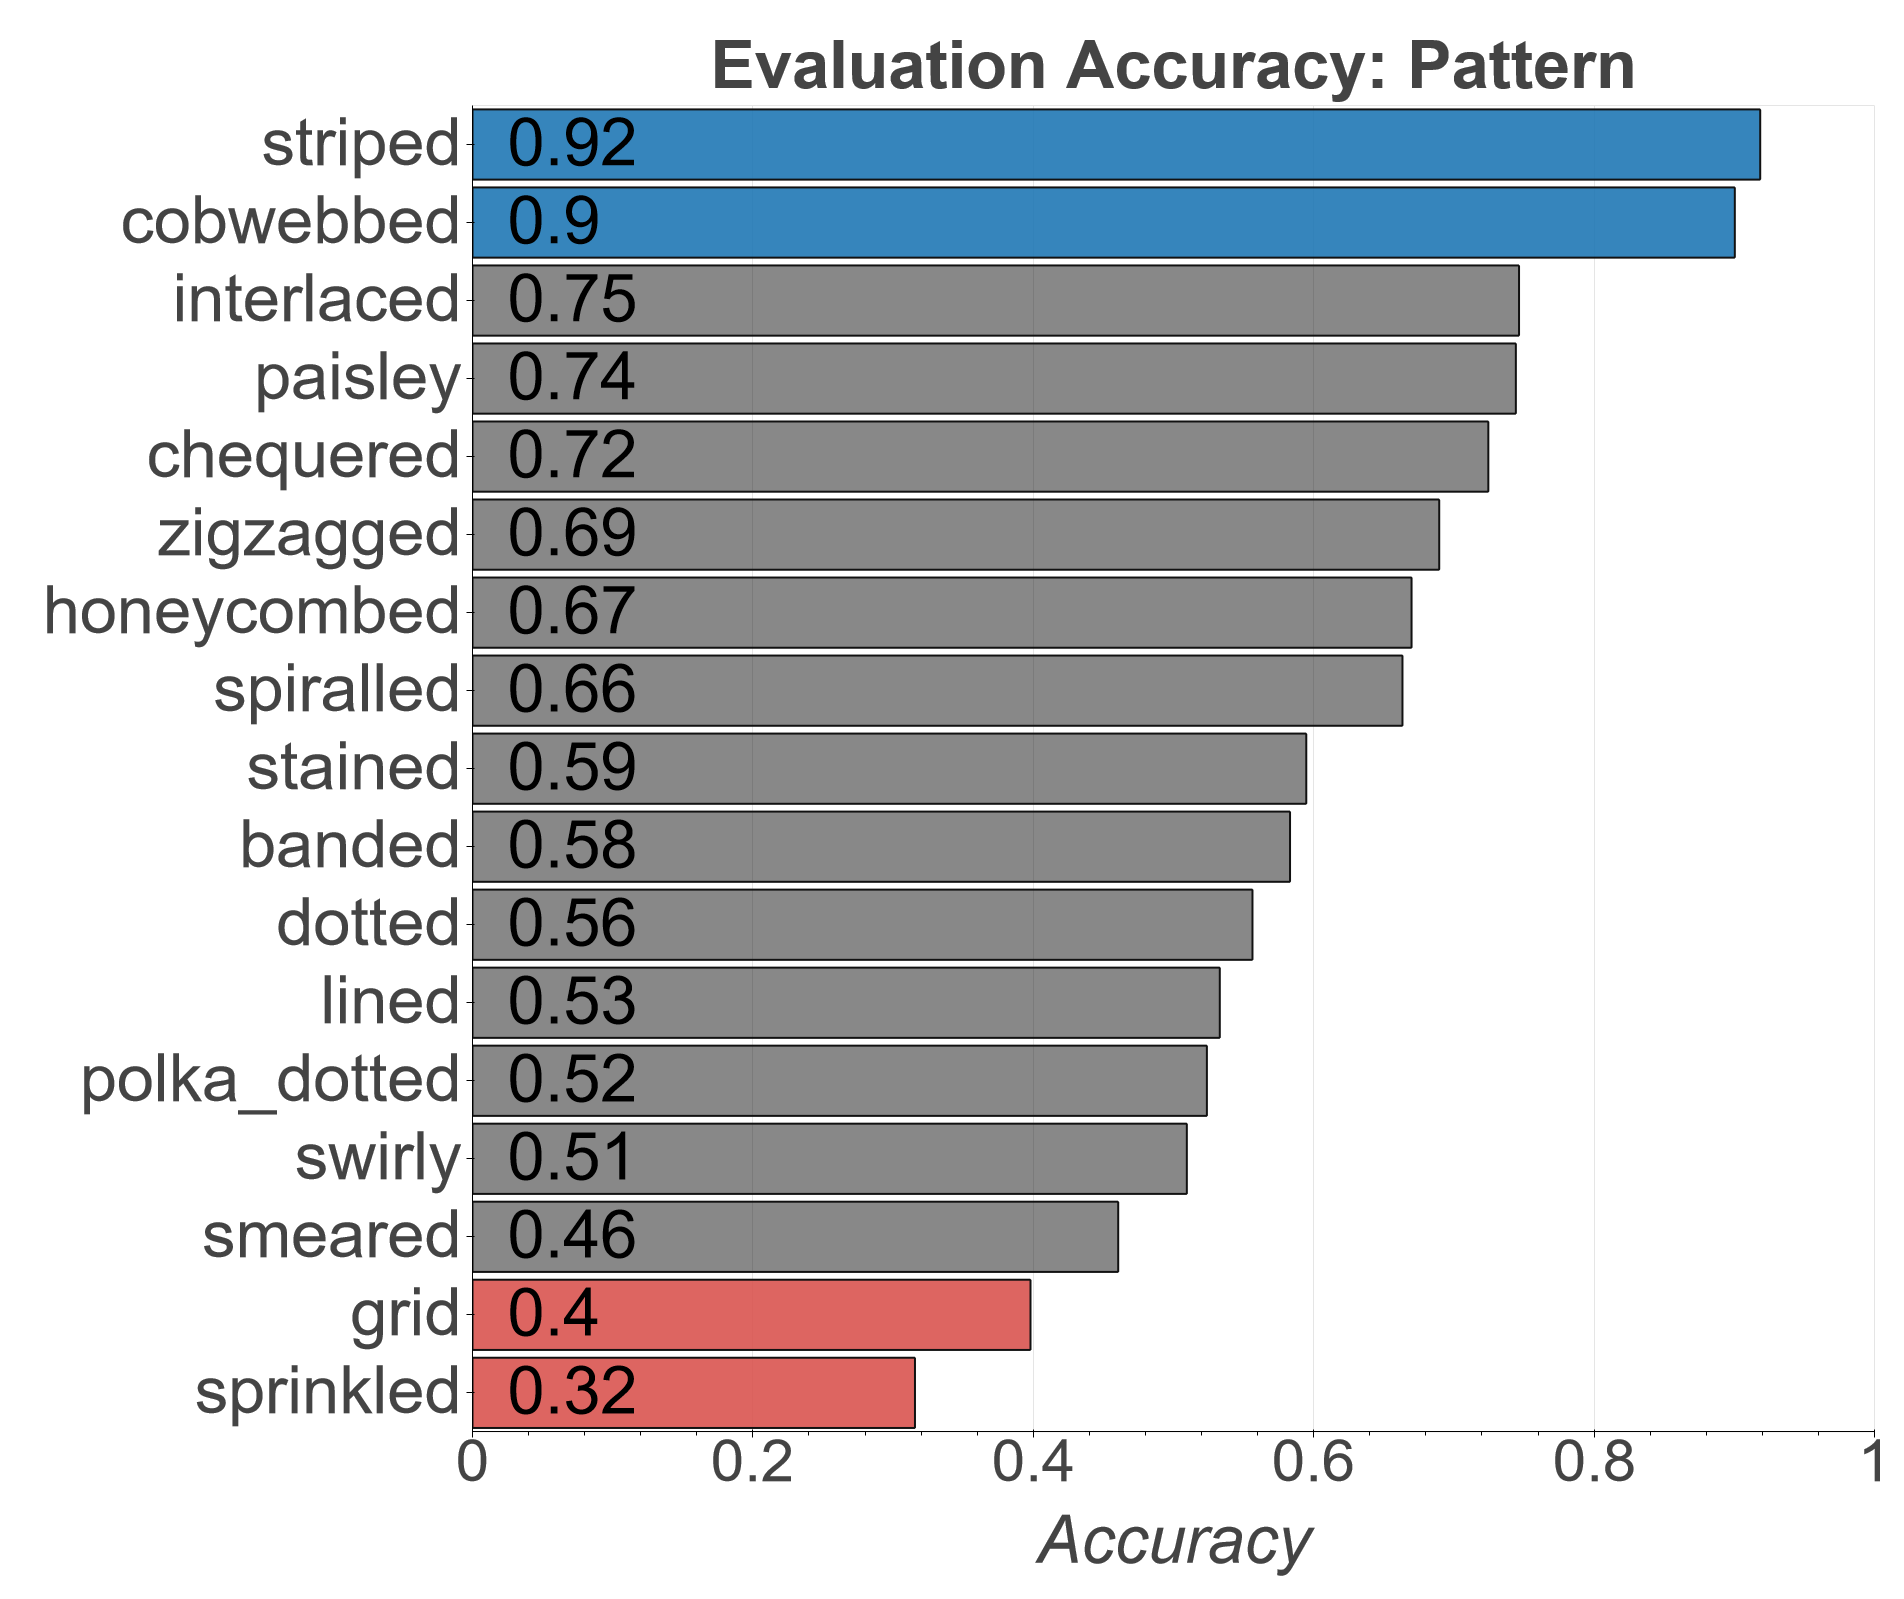 Evaluation Accuracy: Pattern
striped 0.92
cobwebbed 0.9
interlaced 0.75
paisley 0.74
chequered 0.72
zigzagged 0.69
honeycombed 0.67
spiralled 0.66
stained 0.59
banded 0.58
dotted 0.56
lined 0.53
polka_dotted 0.52
swirly 0.51
smeared 0.46
grid 0.4
sprinkled 0.32
0 0.2 0.4 0.6 0.8 1
Accuracy